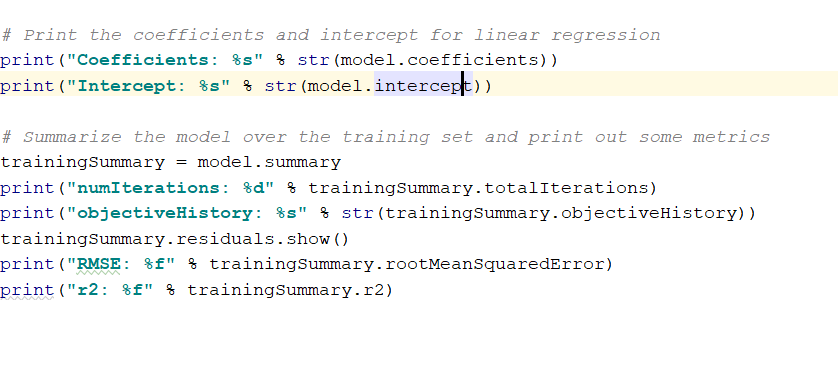 # Print the coefficients and intercept for linear regression
print("Coefficients: %s" % str(model.coefficients))
print("Intercept: %s" % str(model.intercept))
# Summarize the model over the training set and print out some metrics
trainingSummary = model.summary
print("numIterations: %d" % trainingSummary.totalIterations)
print("objectiveHistory: %s" % str(trainingSummary.objectiveHistory))
trainingSummary.residuals.show()
print("RMSE: %f" % trainingSummary.rootMeanSquaredError)
print("r2: %f" % trainingSummary.r2)